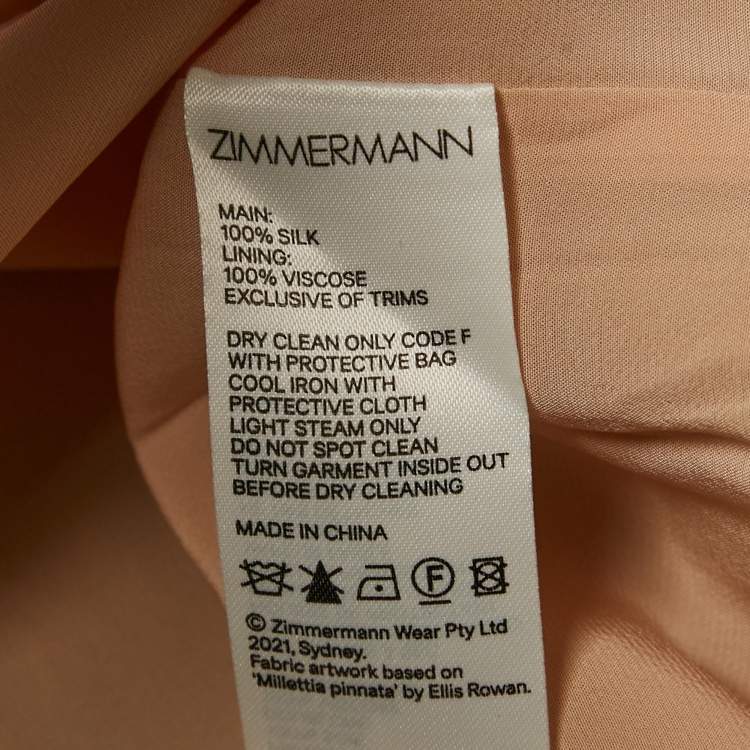 ZIMMERMANN
MAIN:
100% SILK
LINING:
100% VISCOSE
EXCLUSIVE OF TRIMS
DRY CLEAN ONLY CODE F
WITH PROTECTIVE BAG
COOL IRON WITH
PROTECTIVE CLOTH
LIGHT STEAM ONLY
DO NOT SPOT CLEAN
TURN GARMENT INSIDE OUT
BEFORE DRY CLEANING
MADE IN CHINA
F
© Zimmermann Wear Pty Ltd
2021, Sydney.
Fabric artwork based on
'Millettia pinnata' by Ellis Rowan.